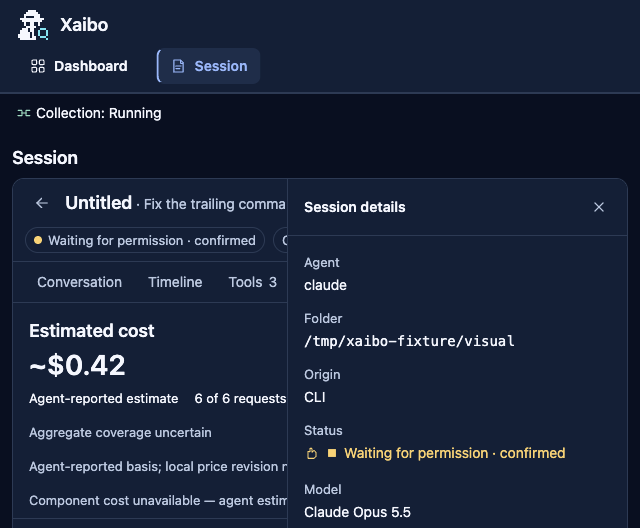 Xaibo
Dashboard
Session
Collection: Running
Session
Untitled · Fix the trailing comma
Waiting for permission · confirmed
Conversation
Timeline
Tools 3
Estimated cost
~$0.42
Agent-reported estimate
6 of 6 requests
Aggregate coverage uncertain
Agent-reported basis; local price revision
Component cost unavailable — agent
Session details
Agent
claude
Folder
/tmp/xaibo-fixture/visual
Origin
CLI
Status
Waiting for permission · confirmed
Model
Claude Opus 5.5